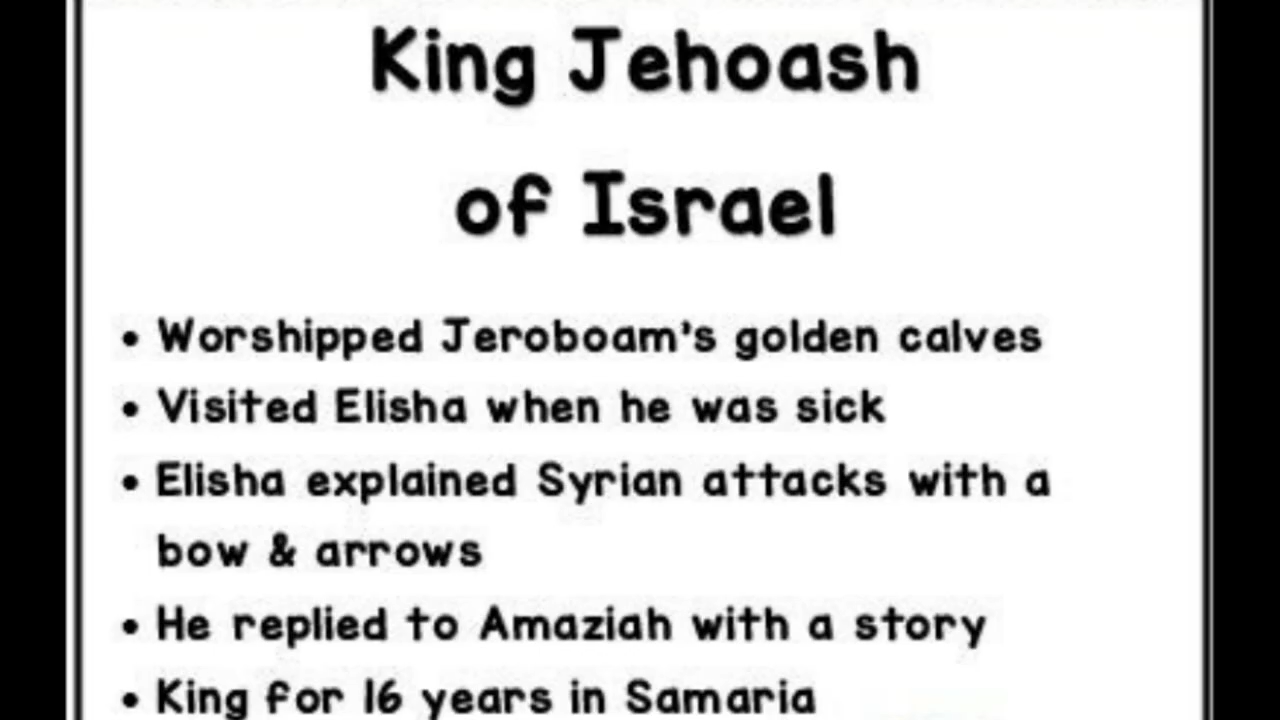 King Jehoash
of Israel
• Worshipped Jeroboam's golden calves
• Visited Elisha when he was sick
• Elisha explained Syrian attacks with a
bow & arrows
• He replied to Amaziah with a story
• King for 16 years in Samaria